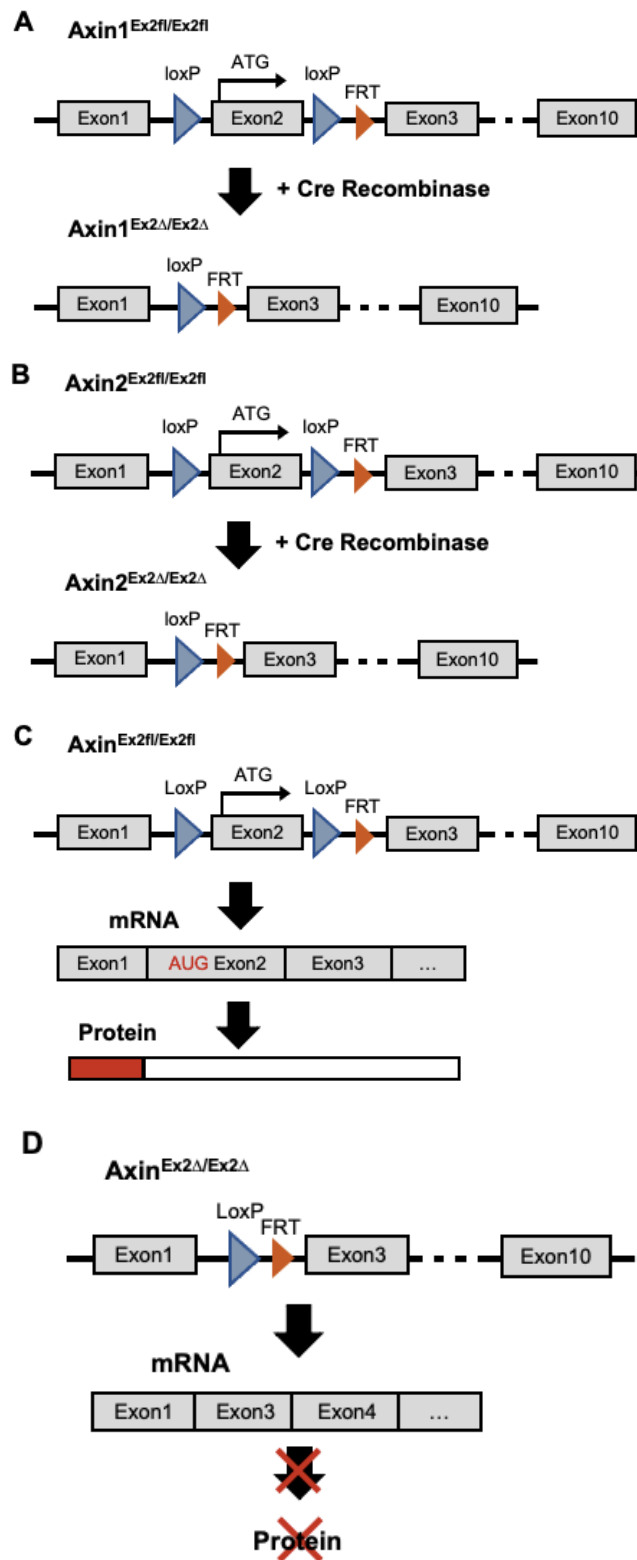 A
Axin1Ex2fl/Ex2fl
loxP ATG loxP FRT
Exon1 Exon2 Exon3 Exon10
+ Cre Recombinase
Axin1Ex2Δ/Ex2Δ
loxP FRT
Exon1 Exon3 Exon10
B
Axin2Ex2fl/Ex2fl
loxP ATG loxP FRT
Exon1 Exon2 Exon3 Exon10
+ Cre Recombinase
Axin2Ex2Δ/Ex2Δ
loxP FRT
Exon1 Exon3 Exon10
C
AxinEx2fl/Ex2fl
LoxP ATG LoxP FRT
Exon1 Exon2 Exon3 Exon10
mRNA
Exon1 AUG Exon2 Exon3 ...
Protein
D
AxinEx2Δ/Ex2Δ
LoxP FRT
Exon1 Exon3 Exon10
mRNA
Exon1 Exon3 Exon4 ...
Protein